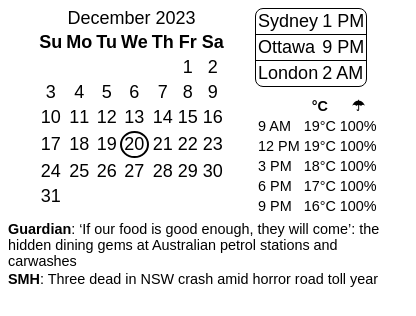 December 2023
Su Mo Tu We Th Fr Sa
1 2
3 4 5 6 7 8 9
10 11 12 13 14 15 16
17 18 19 20 21 22 23
24 25 26 27 28 29 30
31
Sydney 1 PM
Ottawa 9 PM
London 2 AM
°C ☂
9 AM 19°C 100%
12 PM 19°C 100%
3 PM 18°C 100%
6 PM 17°C 100%
9 PM 16°C 100%
Guardian: ‘If our food is good enough, they will come’: the
hidden dining gems at Australian petrol stations and
carwashes
SMH: Three dead in NSW crash amid horror road toll year